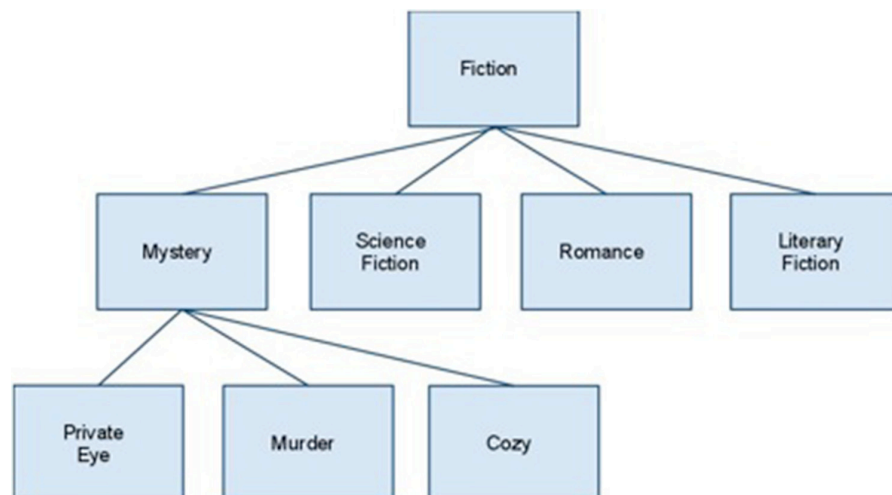 Fiction
Mystery
Science
Fiction
Romance
Literary
Fiction
Private
Eye
Murder
Cozy